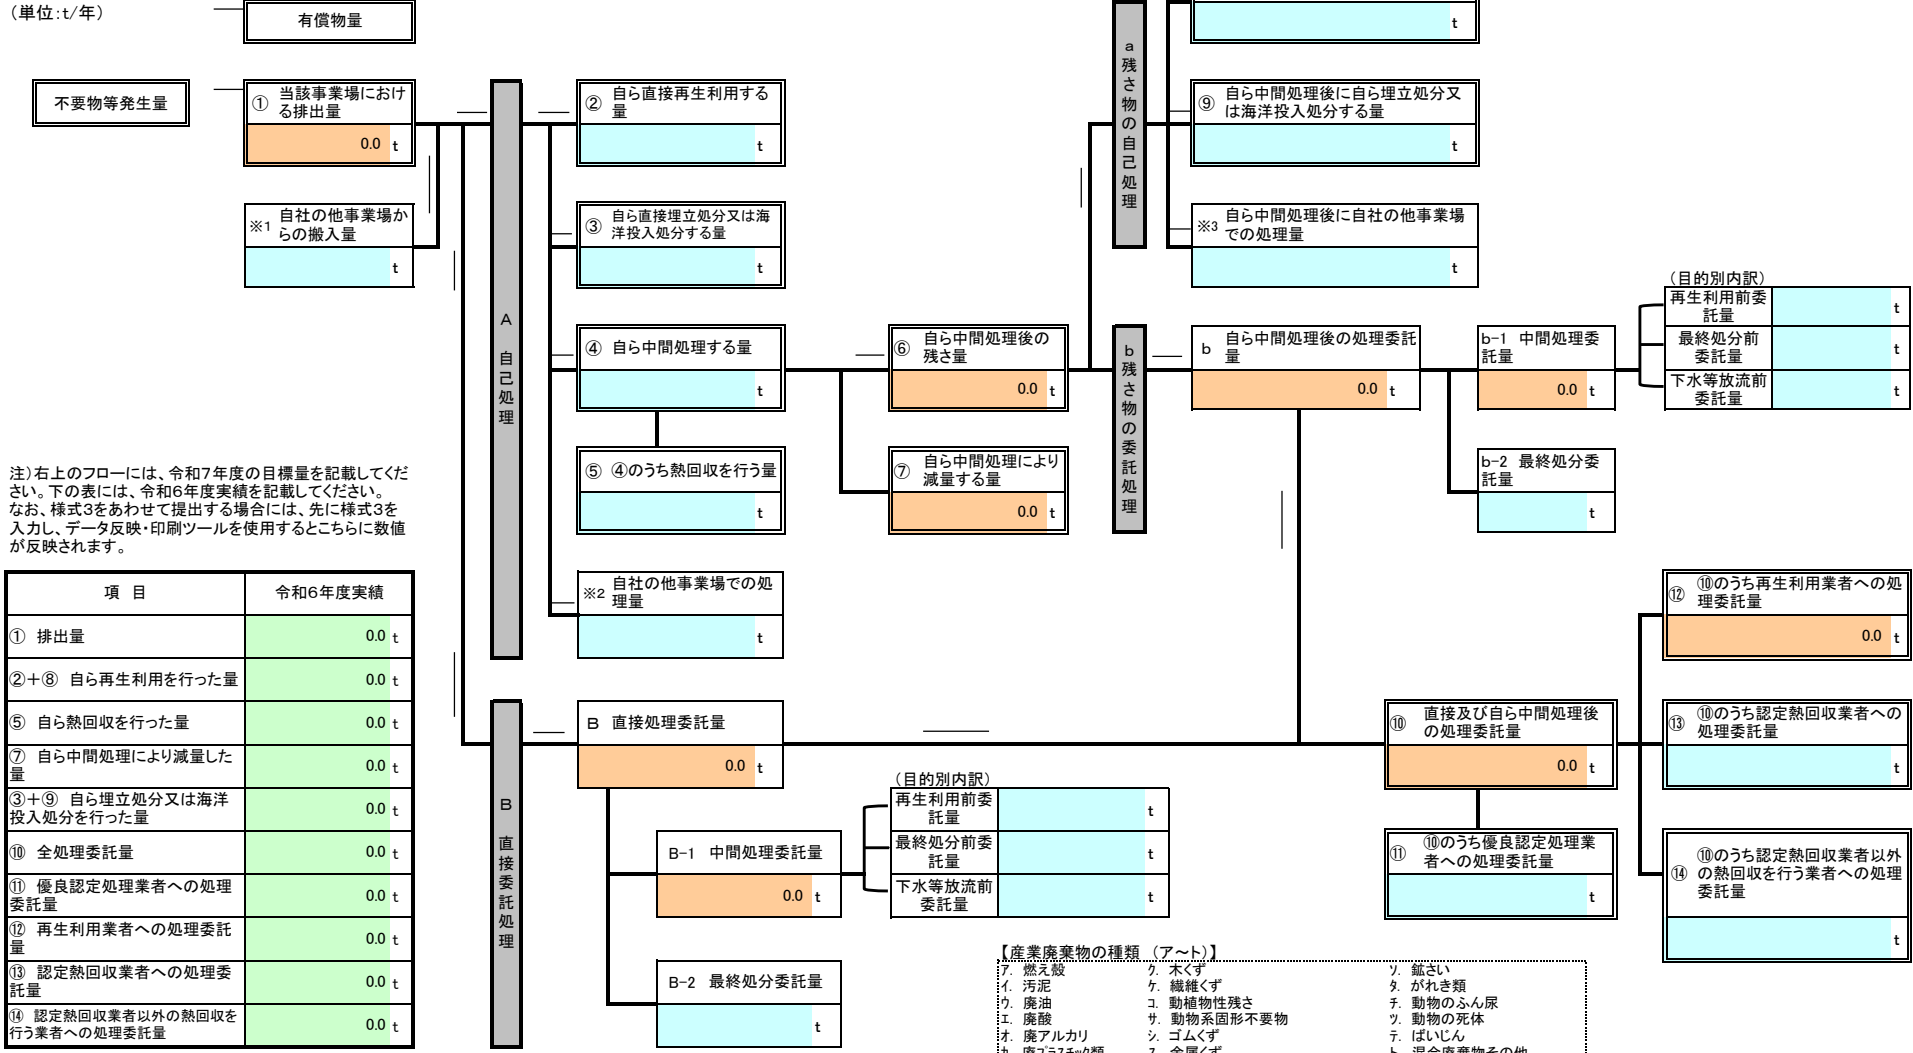 (単位:t/年)
有償物量
t
不要物等発生量
① 当該事業場におけ
る排出量
0.0 t
※1 自社の他事業場か
らの搬入量
t
A
自己処理
② 自ら直接再生利用する
量
t
③ 自ら直接埋立処分又は海
洋投入処分する量
t
④ 自ら中間処理する量
t
⑤ ④のうち熱回収を行う量
t
※2 自社の他事業場での処
理量
t
⑥ 自ら中間処理後の
残さ量
0.0 t
⑦ 自ら中間処理により
減量する量
0.0 t
a
残さ物の自己処理
⑨ 自ら中間処理後に自ら埋立処分又
は海洋投入処分する量
t
※3 自ら中間処理後に自社の他事業場
での処理量
t
b
残さ物の委託処理
b 自ら中間処理後の処理委託
量
0.0 t
b-1 中間処理委
託量
0.0 t
b-2 最終処分委
託量
t
(目的別内訳)
再生利用前委
託量
t
最終処分前
委託量
t
下水等放流前
委託量
t
注)右上のフローには、令和7年度の目標量を記載してくだ
さい。下の表には、令和6年度実績を記載してください。
なお、様式3をあわせて提出する場合には、先に様式3を
入力し、データ反映・印刷ツールを使用するとこちらに数値
が反映されます。
項 目 令和6年度実績
① 排出量 0.0 t
②+⑧ 自ら再生利用を行った量 0.0 t
⑤ 自ら熱回収を行った量 0.0 t
⑦ 自ら中間処理により減量した
量 0.0 t
③+⑨ 自ら埋立処分又は海洋
投入処分を行った量 0.0 t
⑩ 全処理委託量 0.0 t
⑪ 優良認定処理業者への処理
委託量 0.0 t
⑫ 再生利用業者への処理委託
量 0.0 t
⑬ 認定熱回収業者への処理委
託量 0.0 t
⑭ 認定熱回収業者以外の熱回収を
行う業者への処理委託量 0.0 t
B
直接委託処理
B 直接処理委託量
0.0 t
B-1 中間処理委託量
0.0 t
B-2 最終処分委託量
t
(目的別内訳)
再生利用前委
託量
t
最終処分前委
託量
t
下水等放流前
委託量
t
⑩ 直接及び自ら中間処理後
の処理委託量
0.0 t
⑪ ⑩のうち優良認定処理業
者への処理委託量
t
⑫ ⑩のうち再生利用業者への処
理委託量
0.0 t
⑬ ⑩のうち認定熱回収業者への
処理委託量
t
⑭ ⑩のうち認定熱回収業者以外
の熱回収を行う業者への処理
委託量
t
【産業廃棄物の種類 (ア~ト)】
ア. 燃え殻 ク. 木くず ソ. 鉱さい
イ. 汚泥 ケ. 繊維くず タ. がれき類
ウ. 廃油 コ. 動植物性残さ チ. 動物のふん尿
エ. 廃酸 サ. 動物系固形不要物 ツ. 動物の死体
オ. 廃アルカリ シ. ゴムくず テ. ばいじん
カ. 廃プラスチック類 ス. 金属くず ト. 混合廃棄物その他